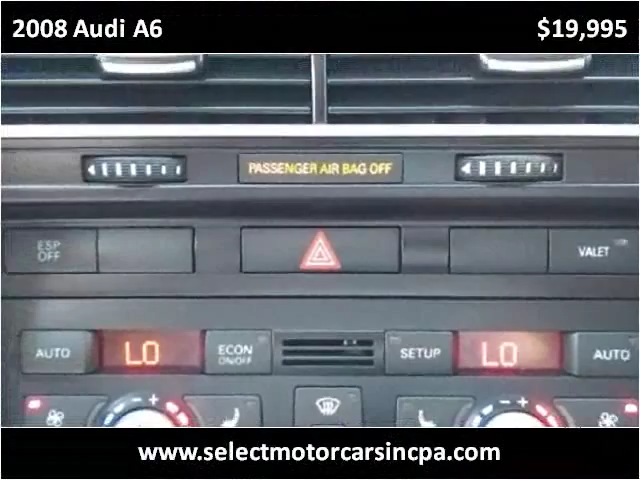 2008 Audi A6 $19,995
PASSENGER AIR BAG OFF
ESP
OFF
VALET
AUTO LO ECON SETUP LO AUTO
ON/OFF
- + - +
www.selectmotorcarsincpa.com